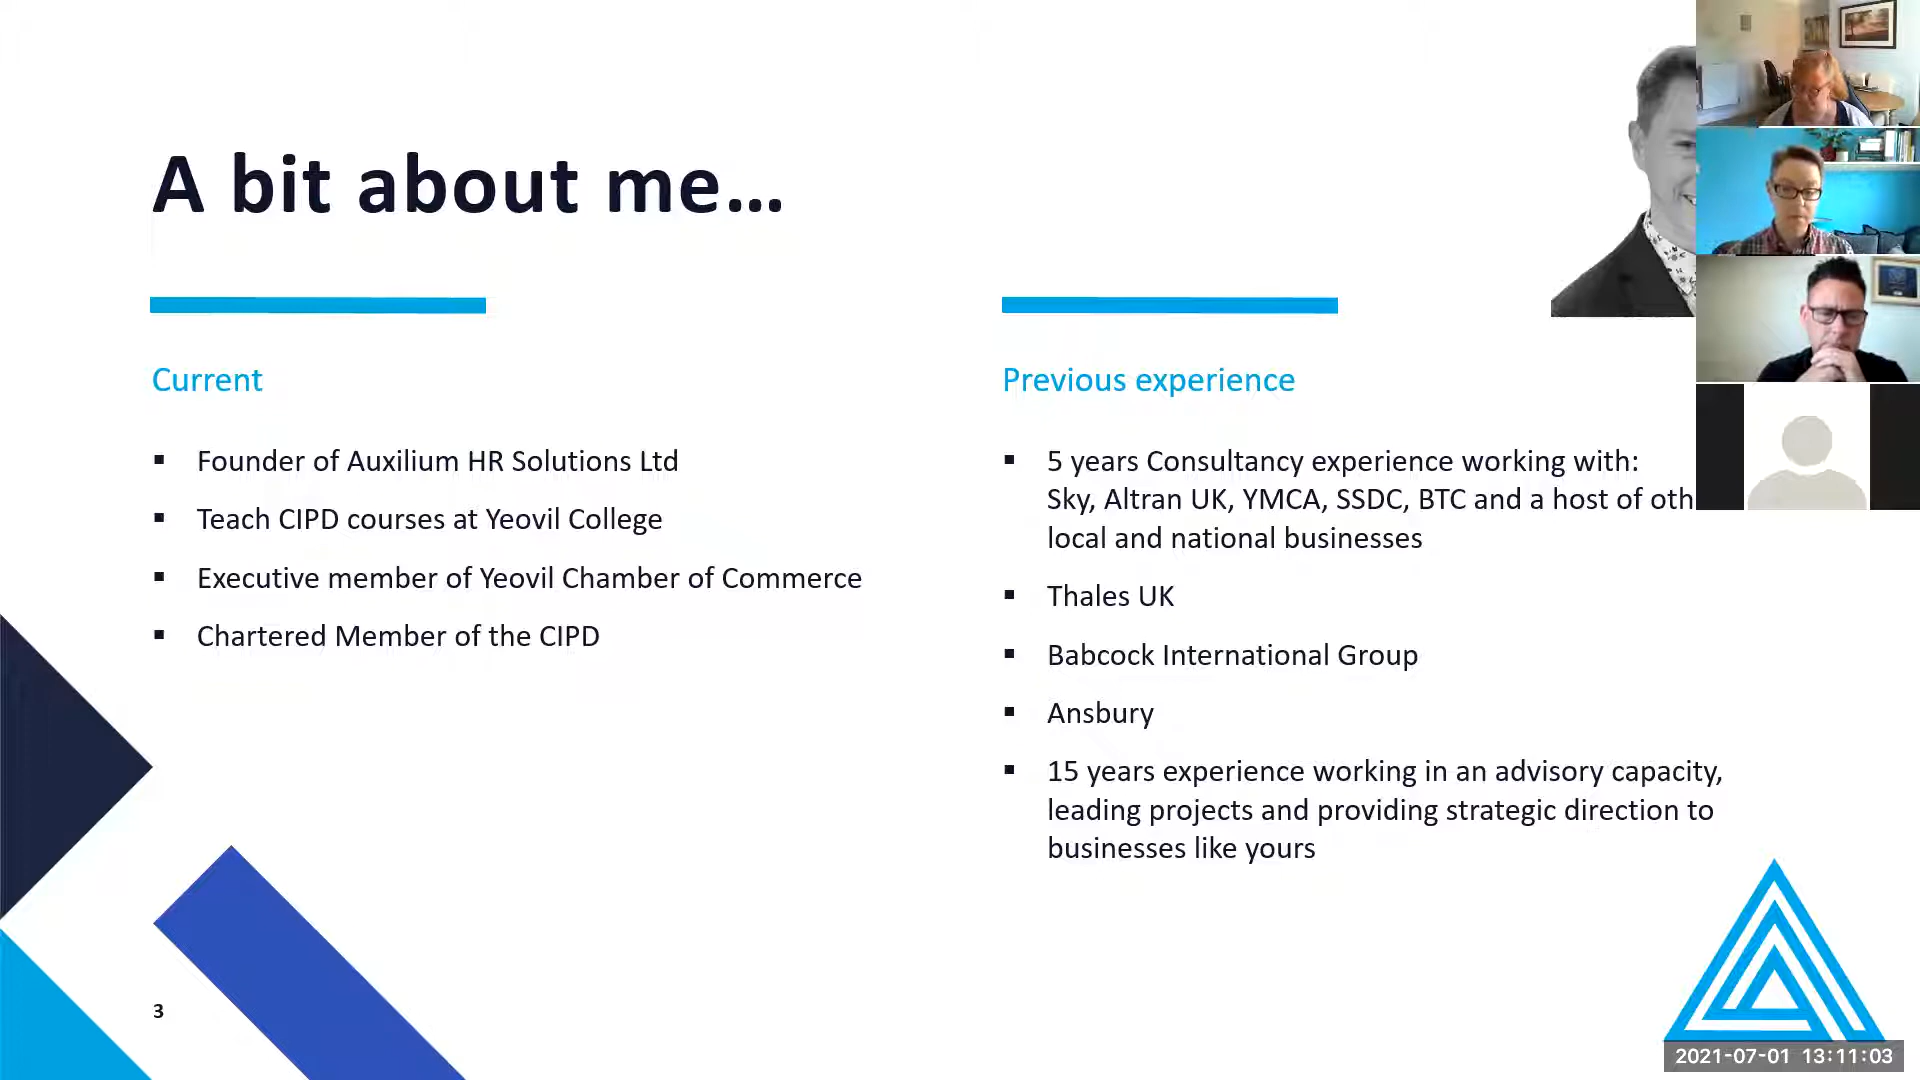 A bit about me...
Current
▪ Founder of Auxilium HR Solutions Ltd
▪ Teach CIPD courses at Yeovil College
▪ Executive member of Yeovil Chamber of Commerce
▪ Chartered Member of the CIPD
Previous experience
▪ 5 years Consultancy experience working with:
Sky, Altran UK, YMCA, SSDC, BTC and a host of oth
local and national businesses
▪ Thales UK
▪ Babcock International Group
▪ Ansbury
▪ 15 years experience working in an advisory capacity,
leading projects and providing strategic direction to
businesses like yours
3
2021-07-01 13:11:03